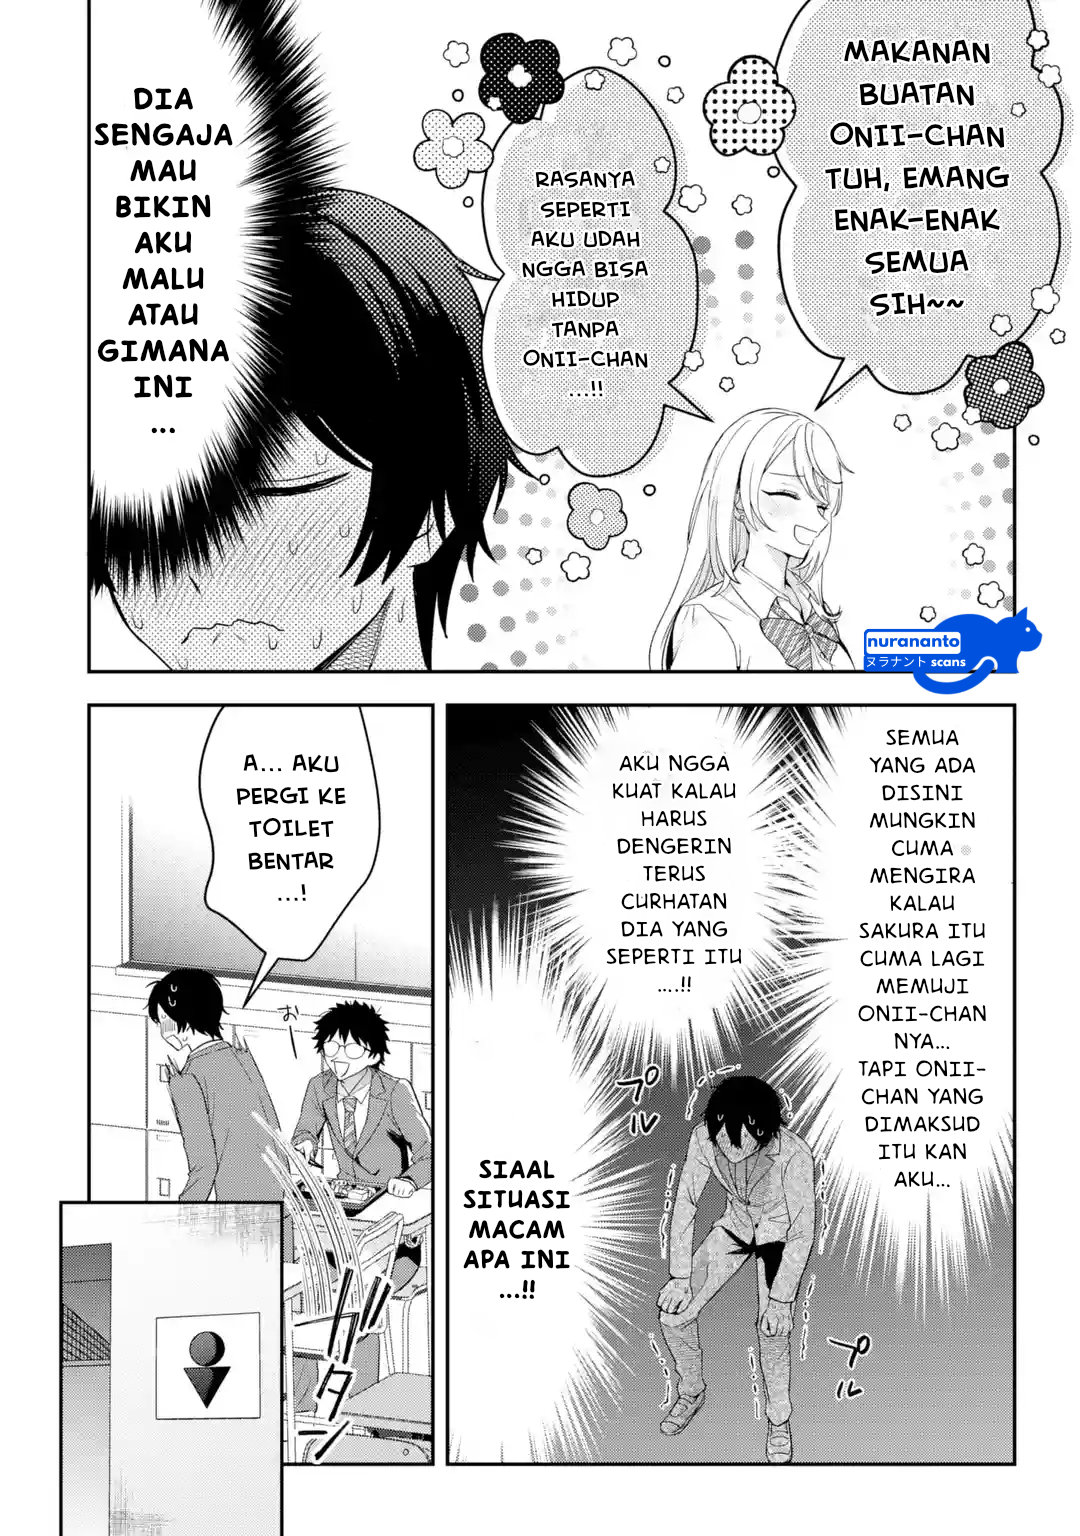 MAKANAN
BUATAN
ONII-CHAN
TUH, EMANG
ENAK-ENAK
SEMUA
SIH~~
RASANYA
SEPERTI
AKU UDAH
NGGA BISA
HIDUP
TANPA
ONII-CHAN
...!!
DIA
SENGAJA
MAU
BIKIN
AKU
MALU
ATAU
GIMANA
INI
...
nurananto
ヌラナント scans
SEMUA
YANG ADA
DISINI
MUNGKIN
CUMA
MENGIRA
KALAU
SAKURA ITU
CUMA LAGI
MEMUJI
ONII-CHAN
NYA...
TAPI ONII-
CHAN YANG
DIMAKSUD
ITU KAN
AKU...
AKU NGGA
KUAT KALAU
HARUS
DENGERIN
TERUS
CURHATAN
DIA YANG
SEPERTI ITU
....!!
プル
プル
SIAAL
SITUASI
MACAM
APA INI
...!!
A... AKU
PERGI KE
TOILET
BENTAR
...!
おー
ガタン